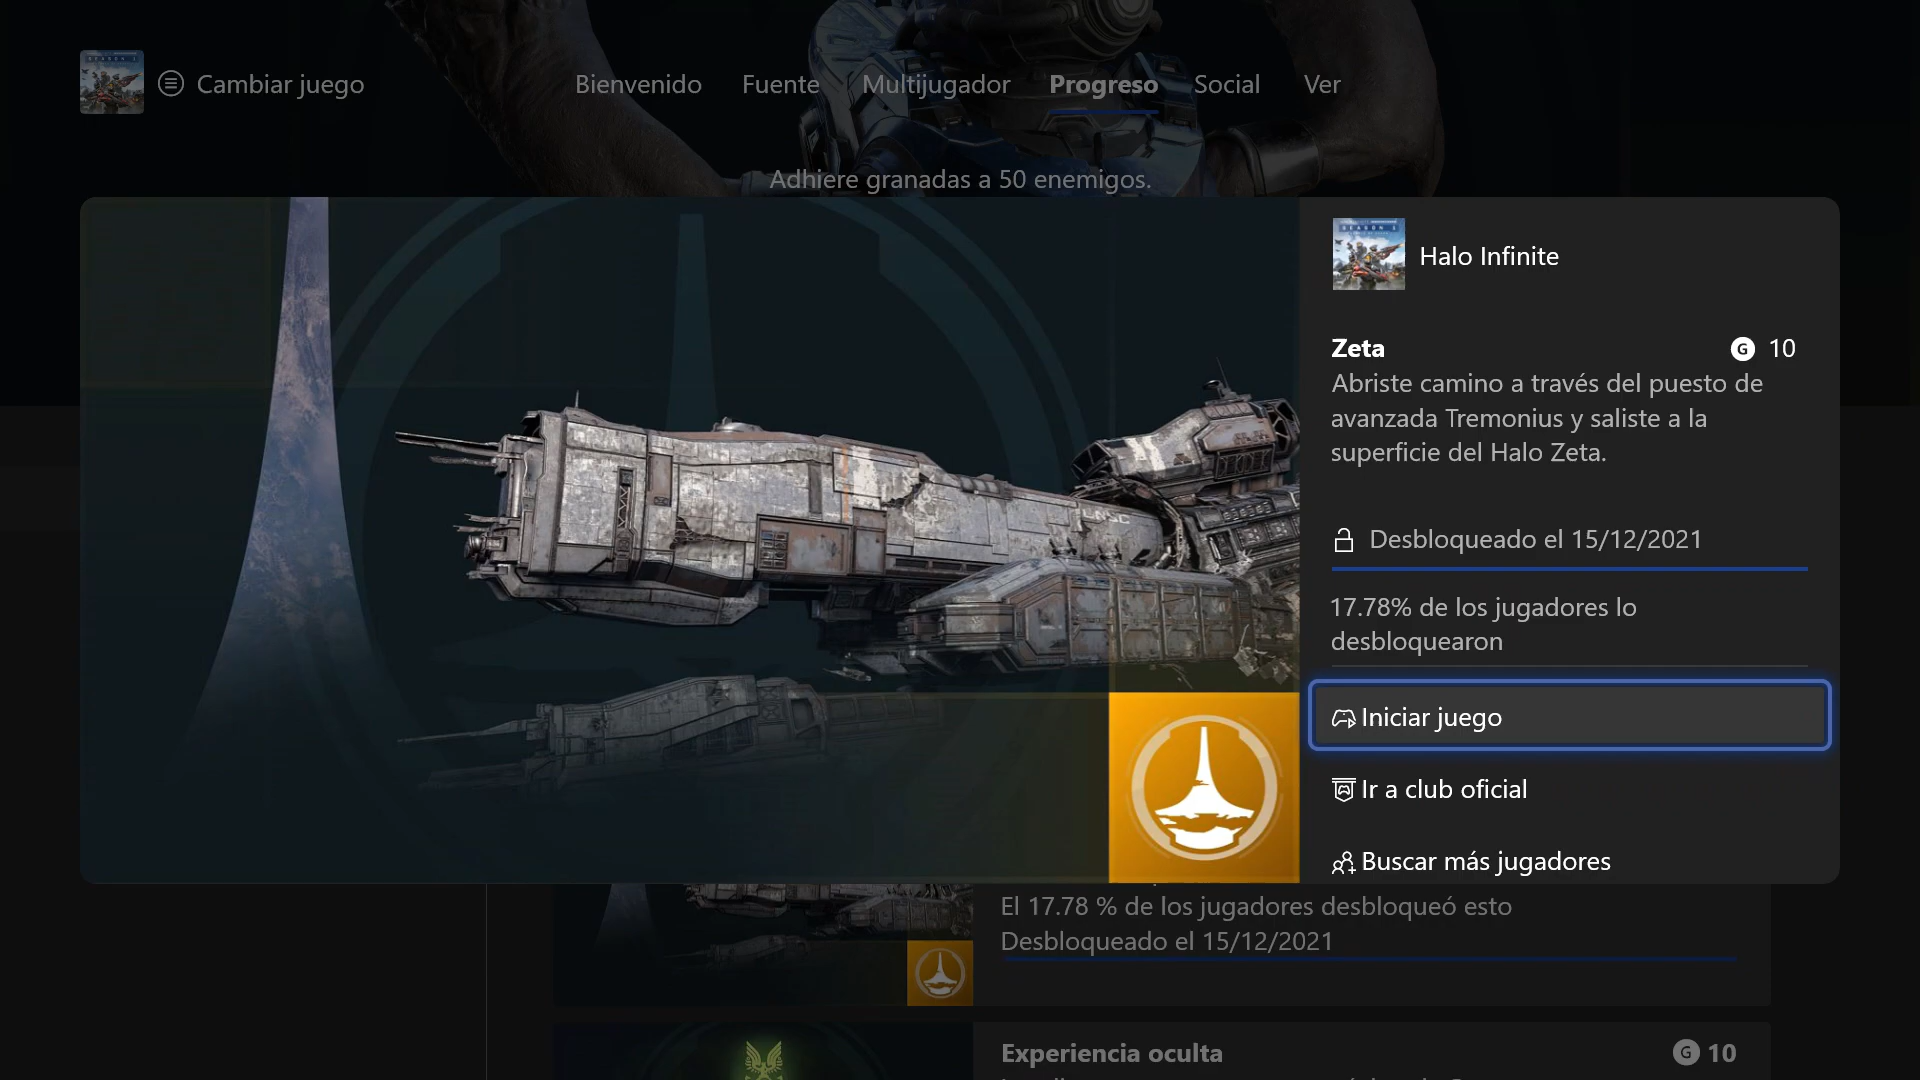 Cambiar juego
Bienvenido
Fuente
Multijugador
Progreso
Social
Ver
Adhiere granadas a 50 enemigos.
SEASON 1
Halo Infinite
Zeta
G 10
Abriste camino a través del puesto de
avanzada Tremonius y saliste a la
superficie del Halo Zeta.
Desbloqueado el 15/12/2021
17.78% de los jugadores lo
desbloquearon
Iniciar juego
Ir a club oficial
Buscar más jugadores
UNSC
El 17.78 % de los jugadores desbloqueó esto
Desbloqueado el 15/12/2021
Experiencia oculta
G 10